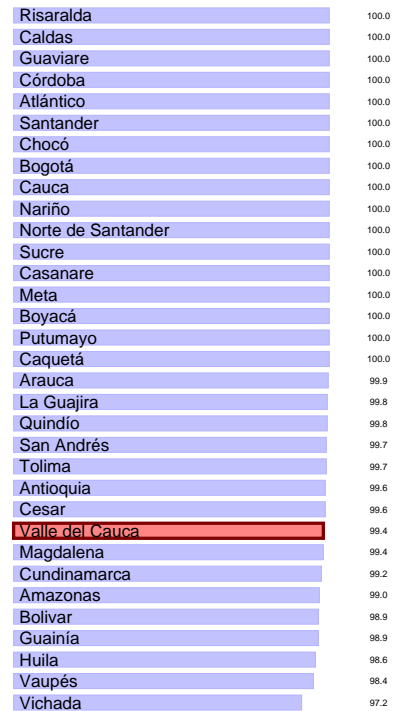 Risaralda 100.0
Caldas 100.0
Guaviare 100.0
Córdoba 100.0
Atlántico 100.0
Santander 100.0
Chocó 100.0
Bogotá 100.0
Cauca 100.0
Nariño 100.0
Norte de Santander 100.0
Sucre 100.0
Casanare 100.0
Meta 100.0
Boyacá 100.0
Putumayo 100.0
Caquetá 100.0
Arauca 99.9
La Guajira 99.8
Quindío 99.8
San Andrés 99.7
Tolima 99.7
Antioquia 99.6
Cesar 99.6
Valle del Cauca 99.4
Magdalena 99.4
Cundinamarca 99.2
Amazonas 99.0
Bolivar 98.9
Guainía 98.9
Huila 98.6
Vaupés 98.4
Vichada 97.2